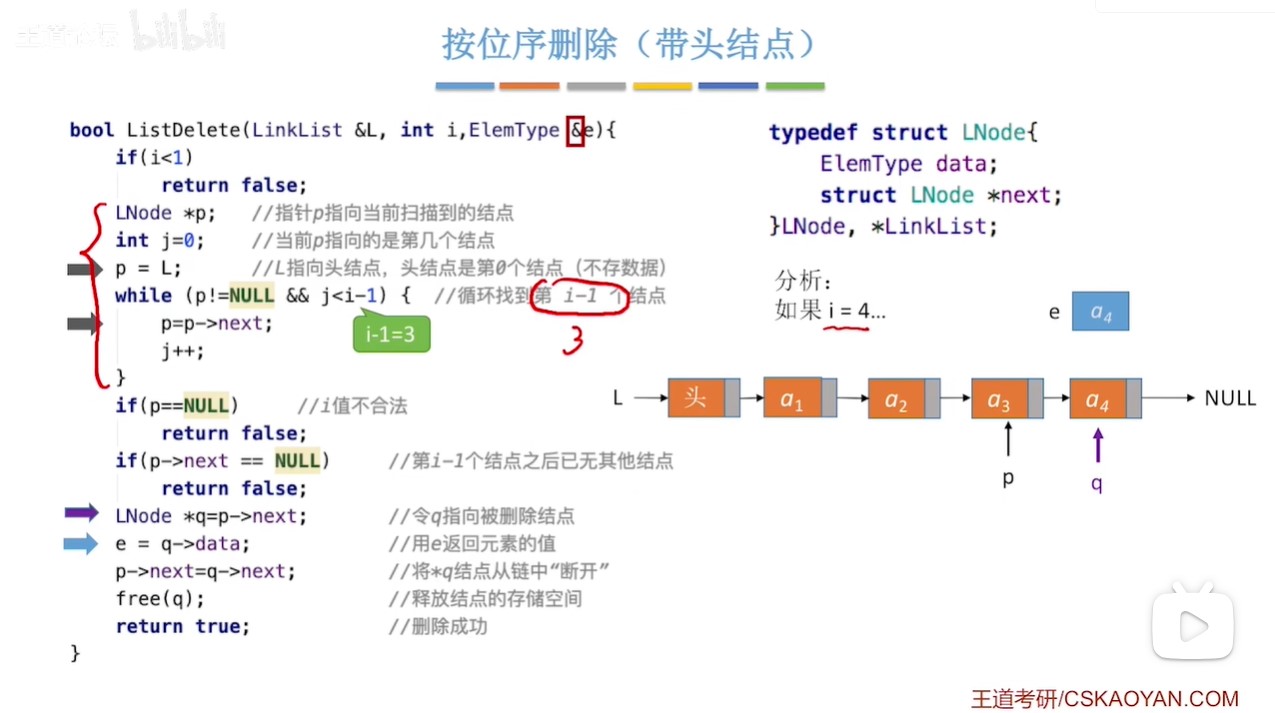 王道论坛 bilibili
按位序删除（带头结点）
bool ListDelete(LinkList &L, int i,ElemType &e){
if(i<1)
return false;
LNode *p; //指针p指向当前扫描到的结点
int j=0; //当前p指向的是第几个结点
p = L; //L指向头结点，头结点是第0个结点（不存数据）
while (p!=NULL && j<i-1) { //循环找到第 i-1 个结点
p=p->next;
i-1=3
3
j++;
}
if(p==NULL) //i值不合法
return false;
if(p->next == NULL) //第i-1个结点之后已无其他结点
return false;
LNode *q=p->next; //令q指向被删除结点
e = q->data; //用e返回元素的值
p->next=q->next; //将*q结点从链中“断开”
free(q); //释放结点的存储空间
return true; //删除成功
}
typedef struct LNode{
ElemType data;
struct LNode *next;
}LNode, *LinkList;
分析：
如果 i = 4…
e a4
L 头 a1 a2 a3 a4 NULL
p q
王道考研/CSKAOYAN.COM